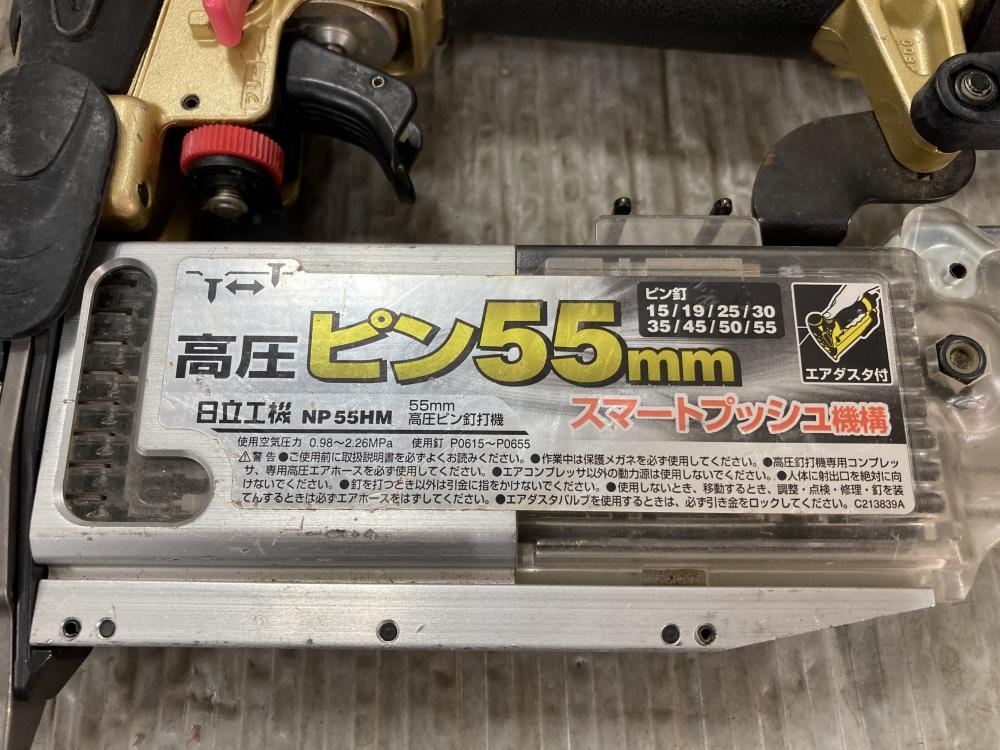 フリー
4800
ピン釘
15/19/25/30
35/45/50/55
高圧 ピン55mm
エアダスタ付
日立工機 NP55HM 55mm
高圧ピン釘打機
スマートプッシュ機構
使用空気圧力 0.98～2.26MPa 使用釘 P0615～P0655
⚠警告 ●ご使用前に取扱説明書を必ずよくお読みください。●作業中は保護メガネを必ず使用してください。●高圧釘打機専用コンプレッ
サ、専用高圧エアホースを必ず使用してください。●エアコンプレッサ以外の動力源は使用しないでください。●人体に射出口を絶対に向
けないでください。●釘を打つとき以外は引金に指をかけないでください。●使用しないとき、移動するとき、調整・点検・修理・釘を装
てんするときは必ずエアホースをはずしてください。●エアダスタバルブを使用するときは、必ず引き金をロックしてください。C213839A